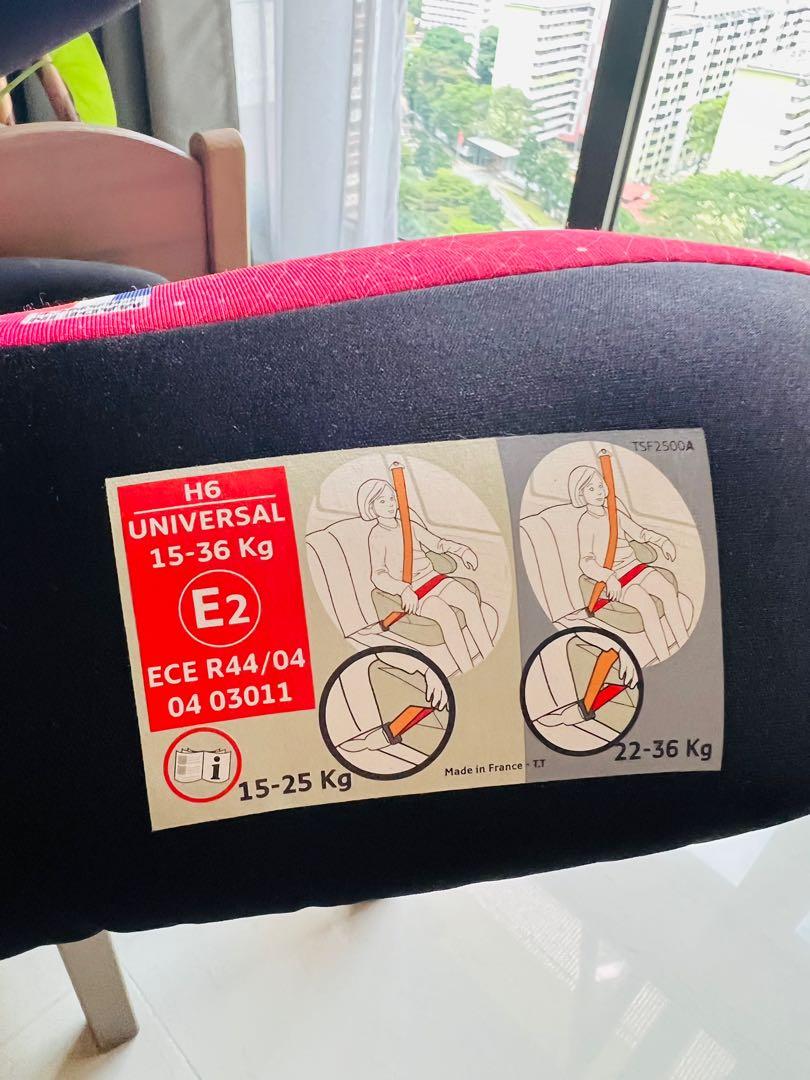 H6
UNIVERSAL
15-36 Kg
E2
ECE R44/04
04 03011
i
15-25 Kg
Made in France - T.T
TSF2500A
22-36 Kg